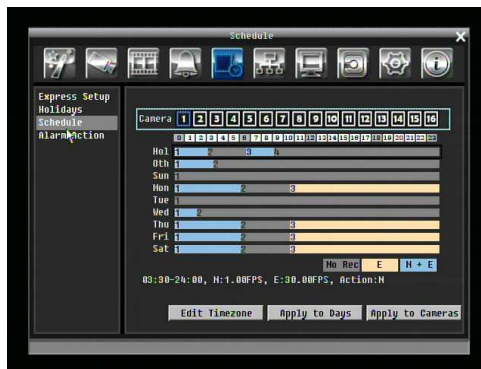 Schedule
X
Express Setup
Holidays
Schedule
Alarm Action
Camera 1 2 3 4 5 6 7 8 9 10 11 12 13 14 15 16
0 1 2 3 4 5 6 7 8 9 10 11 12 13 14 15 16 17 18 19 20 21 22 23
Hol 1 2 3 4
Oth 1 2
Sun 1
Mon 1 2 3
Tue 1
Wed 1 2
Thu 1 2 3
Fri 1 2 3
Sat 1 2 3
No Rec E N + E
03:30-24:00, N:1.00FPS, E:30.00FPS, Action:N
Edit Timezone Apply to Days Apply to Cameras